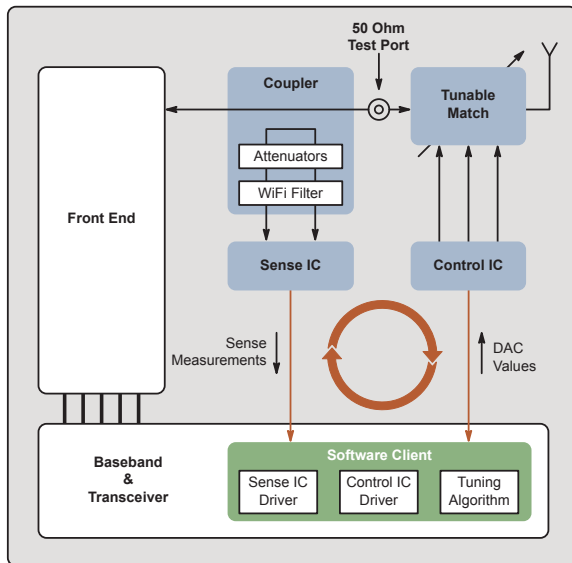 50 Ohm
Test Port
Coupler
Tunable
Match
Attenuators
WiFi Filter
Front End
Sense IC
Control IC
Sense
Measurements
DAC
Values
Software Client
Baseband
&
Transceiver
Sense IC
Driver
Control IC
Driver
Tuning
Algorithm